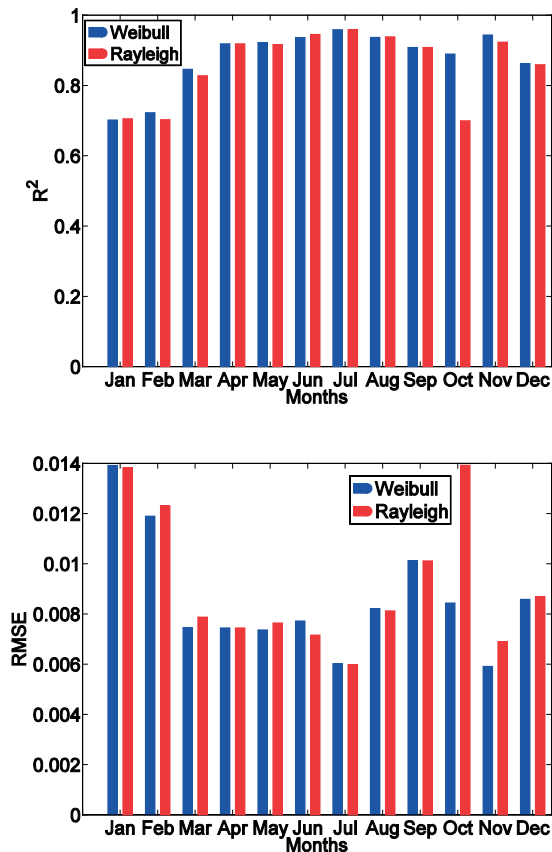 1
0.8
0.6
0.4
0.2
0
R²
Weibull
Rayleigh
Jan Feb Mar Apr May Jun Jul Aug Sep Oct Nov Dec
Months
0.014
0.012
0.01
0.008
0.006
0.004
0.002
0
RMSE
Weibull
Rayleigh
Jan Feb Mar Apr May Jun Jul Aug Sep Oct Nov Dec
Months